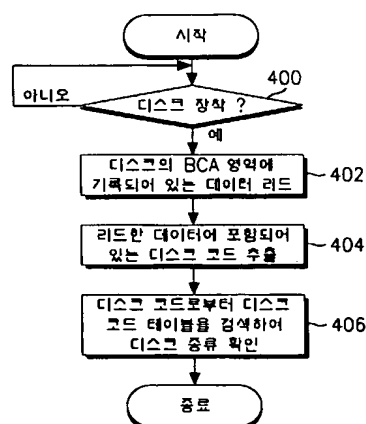 시작
400
디스크 장착 ?
아니오
예
디스크의 BCA 영역에
기록되어 있는 데이터 리드
402
리드한 데이터에 포함되어
있는 디스크 코드 추출
404
디스크 코드로부터 디스크
코드 테이블을 검색하여
디스크 종류 확인
406
종료